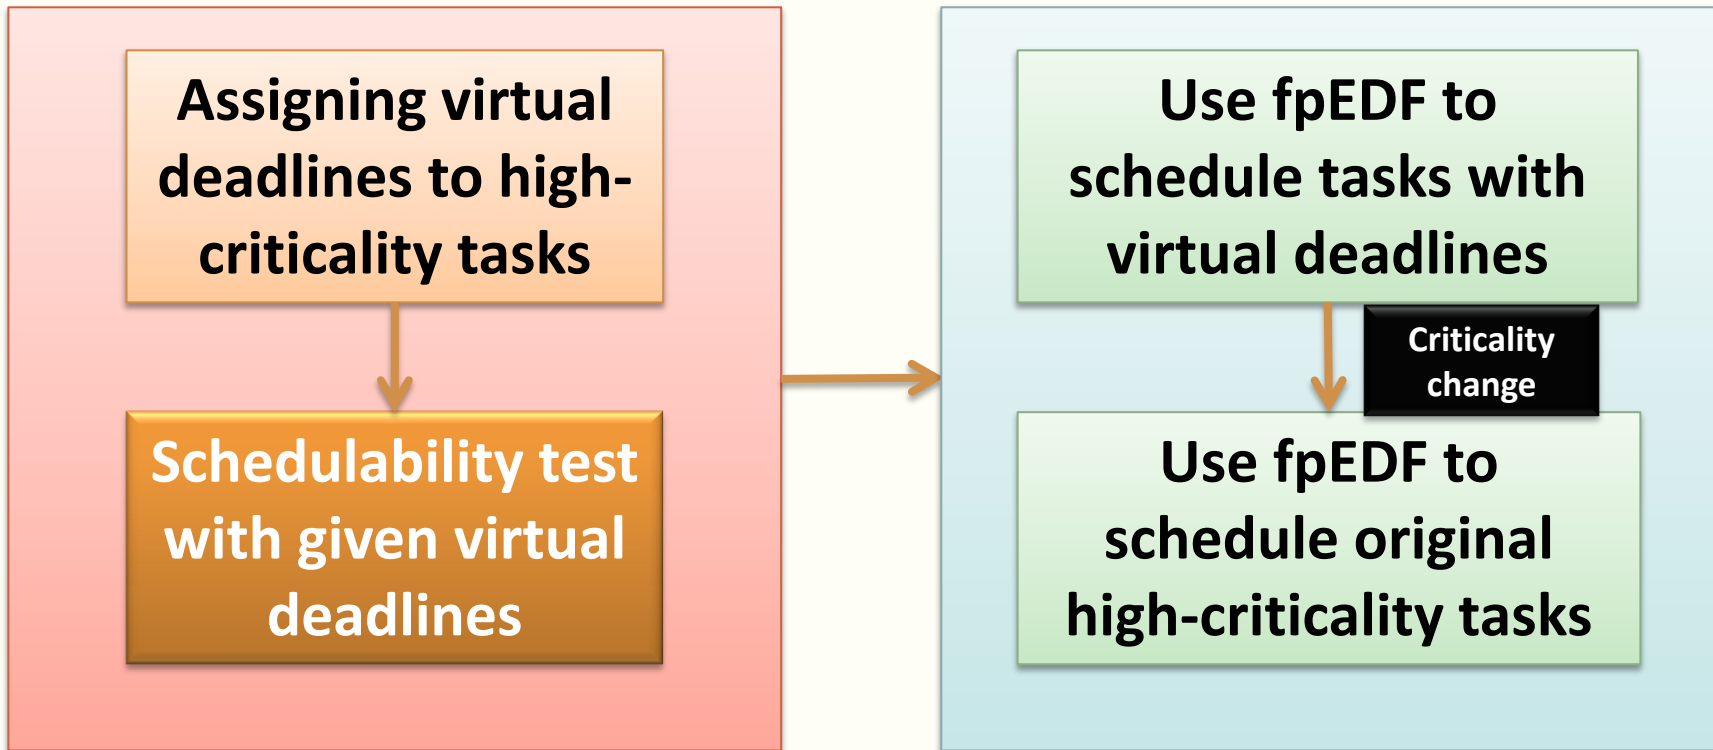 Assigning virtual
deadlines to high-
criticality tasks
Schedulability test
with given virtual
deadlines
Use fpEDF to
schedule tasks with
virtual deadlines
Criticality
change
Use fpEDF to
schedule original
high-criticality tasks